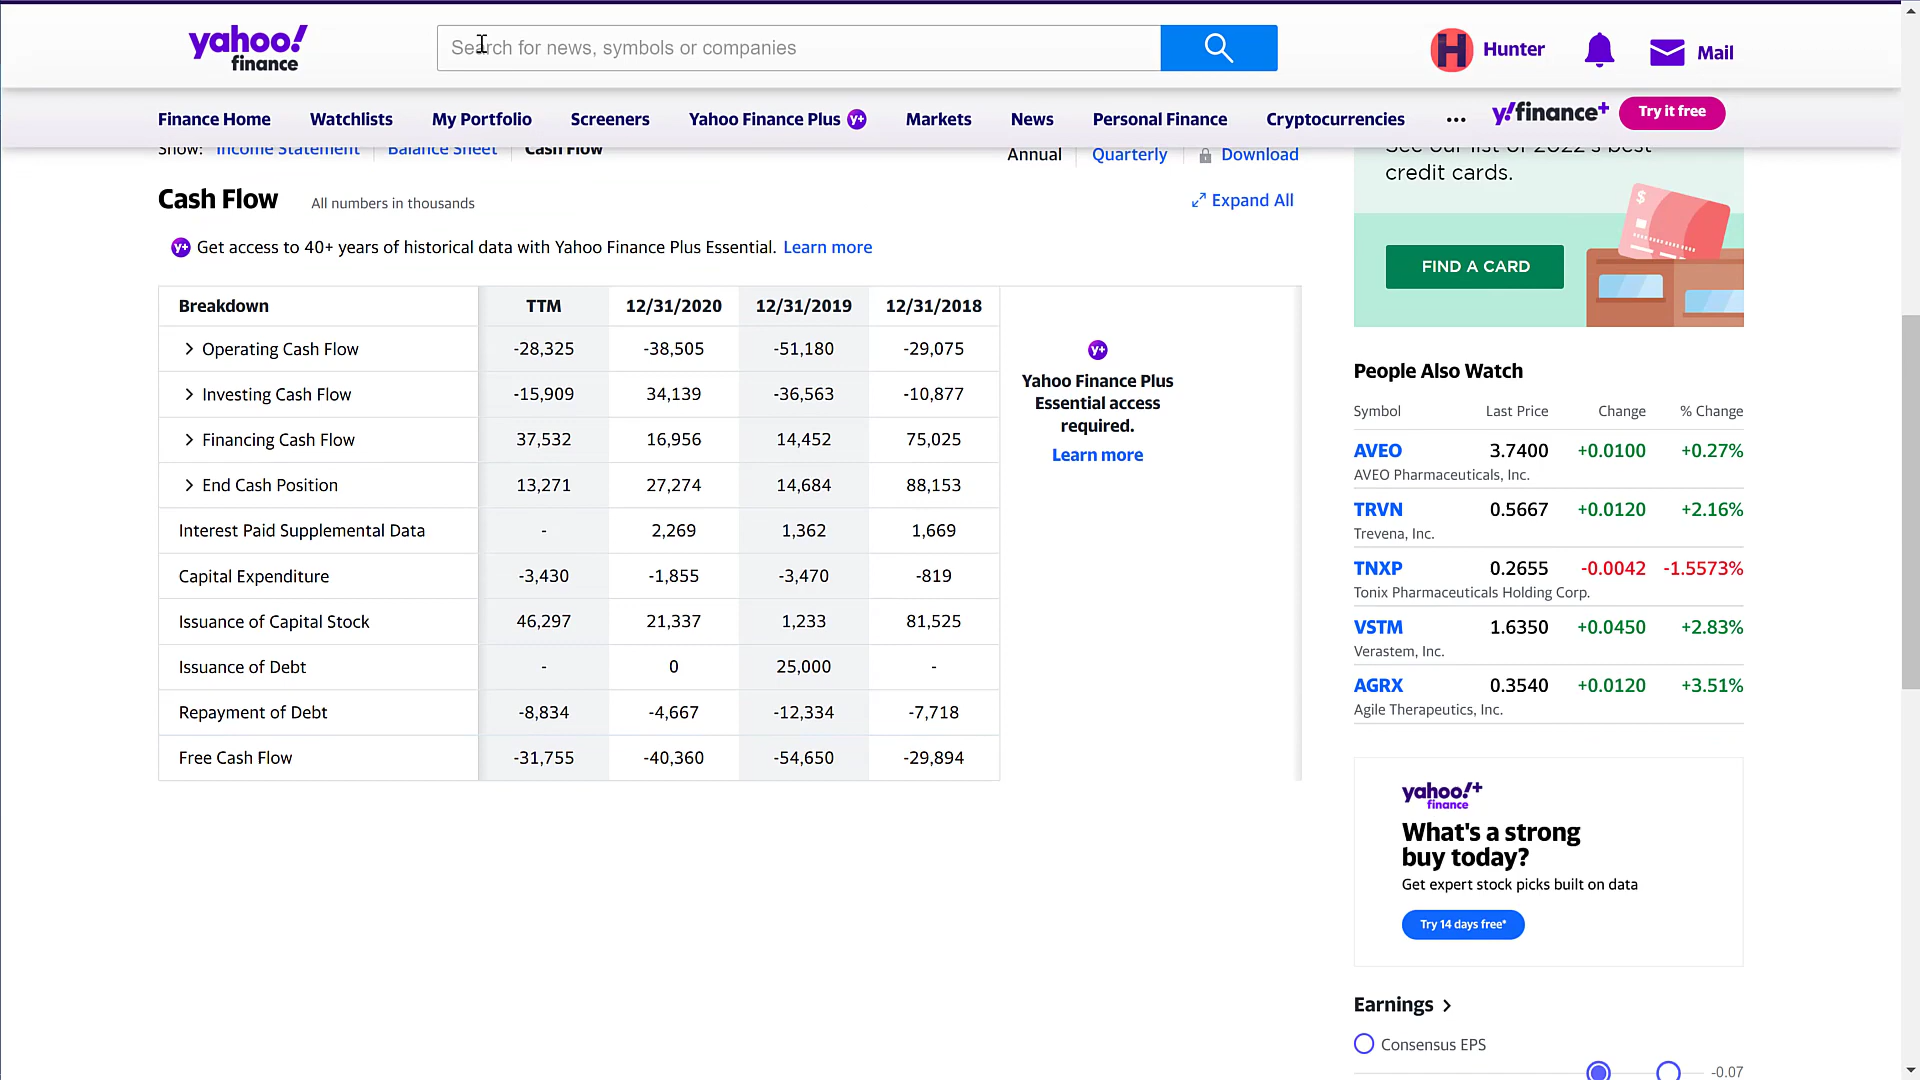 yahoo!
finance
Search for news, symbols or companies
H Hunter
Mail
Finance Home Watchlists My Portfolio Screeners Yahoo Finance Plus y+ Markets News Personal Finance Cryptocurrencies ... y!finance+ Try it free
Show: Income Statement Balance Sheet Cash Flow
Annual Quarterly Download
Cash Flow All numbers in thousands
Expand All
y+ Get access to 40+ years of historical data with Yahoo Finance Plus Essential. Learn more
Breakdown TTM 12/31/2020 12/31/2019 12/31/2018
Operating Cash Flow -28,325 -38,505 -51,180 -29,075
Investing Cash Flow -15,909 34,139 -36,563 -10,877
Financing Cash Flow 37,532 16,956 14,452 75,025
End Cash Position 13,271 27,274 14,684 88,153
Interest Paid Supplemental Data - 2,269 1,362 1,669
Capital Expenditure -3,430 -1,855 -3,470 -819
Issuance of Capital Stock 46,297 21,337 1,233 81,525
Issuance of Debt - 0 25,000 -
Repayment of Debt -8,834 -4,667 -12,334 -7,718
Free Cash Flow -31,755 -40,360 -54,650 -29,894
y+
Yahoo Finance Plus
Essential access
required.
Learn more
See our list of 2022's best
credit cards.
$
FIND A CARD
People Also Watch
Symbol Last Price Change % Change
AVEO 3.7400 +0.0100 +0.27%
AVEO Pharmaceuticals, Inc.
TRVN 0.5667 +0.0120 +2.16%
Trevena, Inc.
TNXP 0.2655 -0.0042 -1.5573%
Tonix Pharmaceuticals Holding Corp.
VSTM 1.6350 +0.0450 +2.83%
Verastem, Inc.
AGRX 0.3540 +0.0120 +3.51%
Agile Therapeutics, Inc.
yahoo!+
finance
What's a strong
buy today?
Get expert stock picks built on data
Try 14 days free*
Earnings
Consensus EPS
-0.07